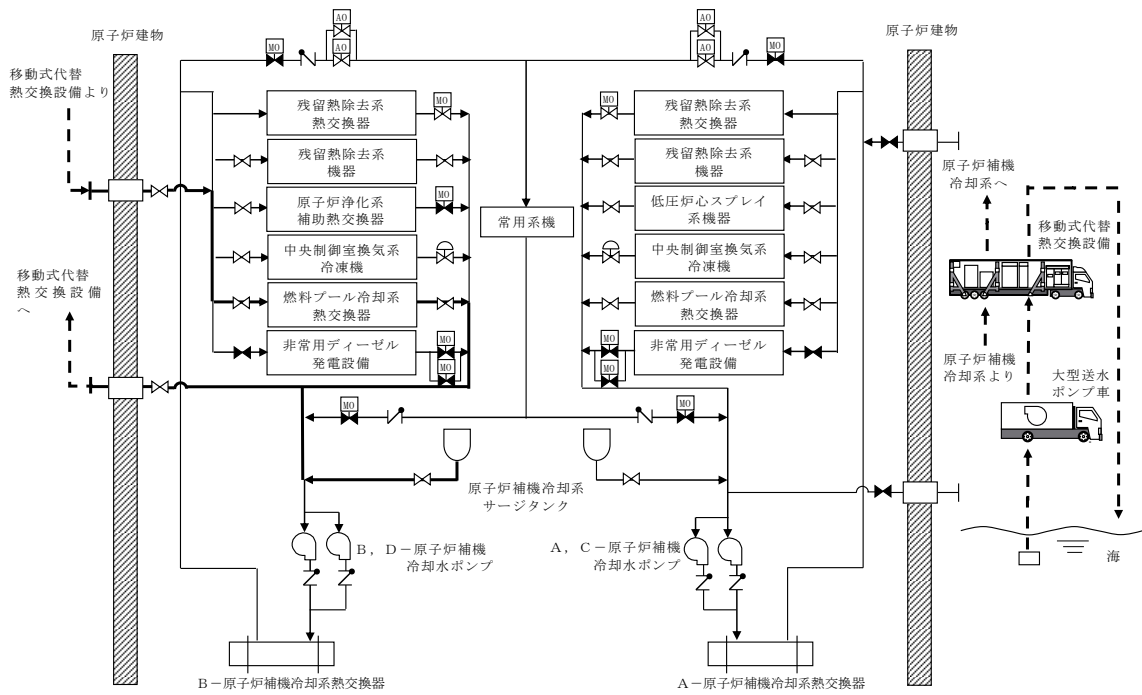 AO
AO
原子炉建物
MO
AO
AO
MO
原子炉建物
移動式代替
熱交換設備より
残留熱除去系
熱交換器
MO
MO
残留熱除去系
熱交換器
残留熱除去系
機器
残留熱除去系
機器
原子炉補機
冷却系へ
原子炉浄化系
補助熱交換器
MO
常用系機
低圧炉心スプレイ
系機器
移動式代替
熱交換設備
移動式代替
熱交換設備
へ
中央制御室換気系
冷凍機
中央制御室換気系
冷凍機
燃料プール冷却系
熱交換器
燃料プール冷却系
熱交換器
非常用ディーゼル
発電設備
MO
MO
MO
MO
非常用ディーゼル
発電設備
原子炉補機
冷却系より
大型送水
ポンプ車
MO
MO
原子炉補機冷却系
サージタンク
B,D-原子炉補機
冷却水ポンプ
A,C-原子炉補機
冷却水ポンプ
海
B-原子炉補機冷却系熱交換器
A-原子炉補機冷却系熱交換器